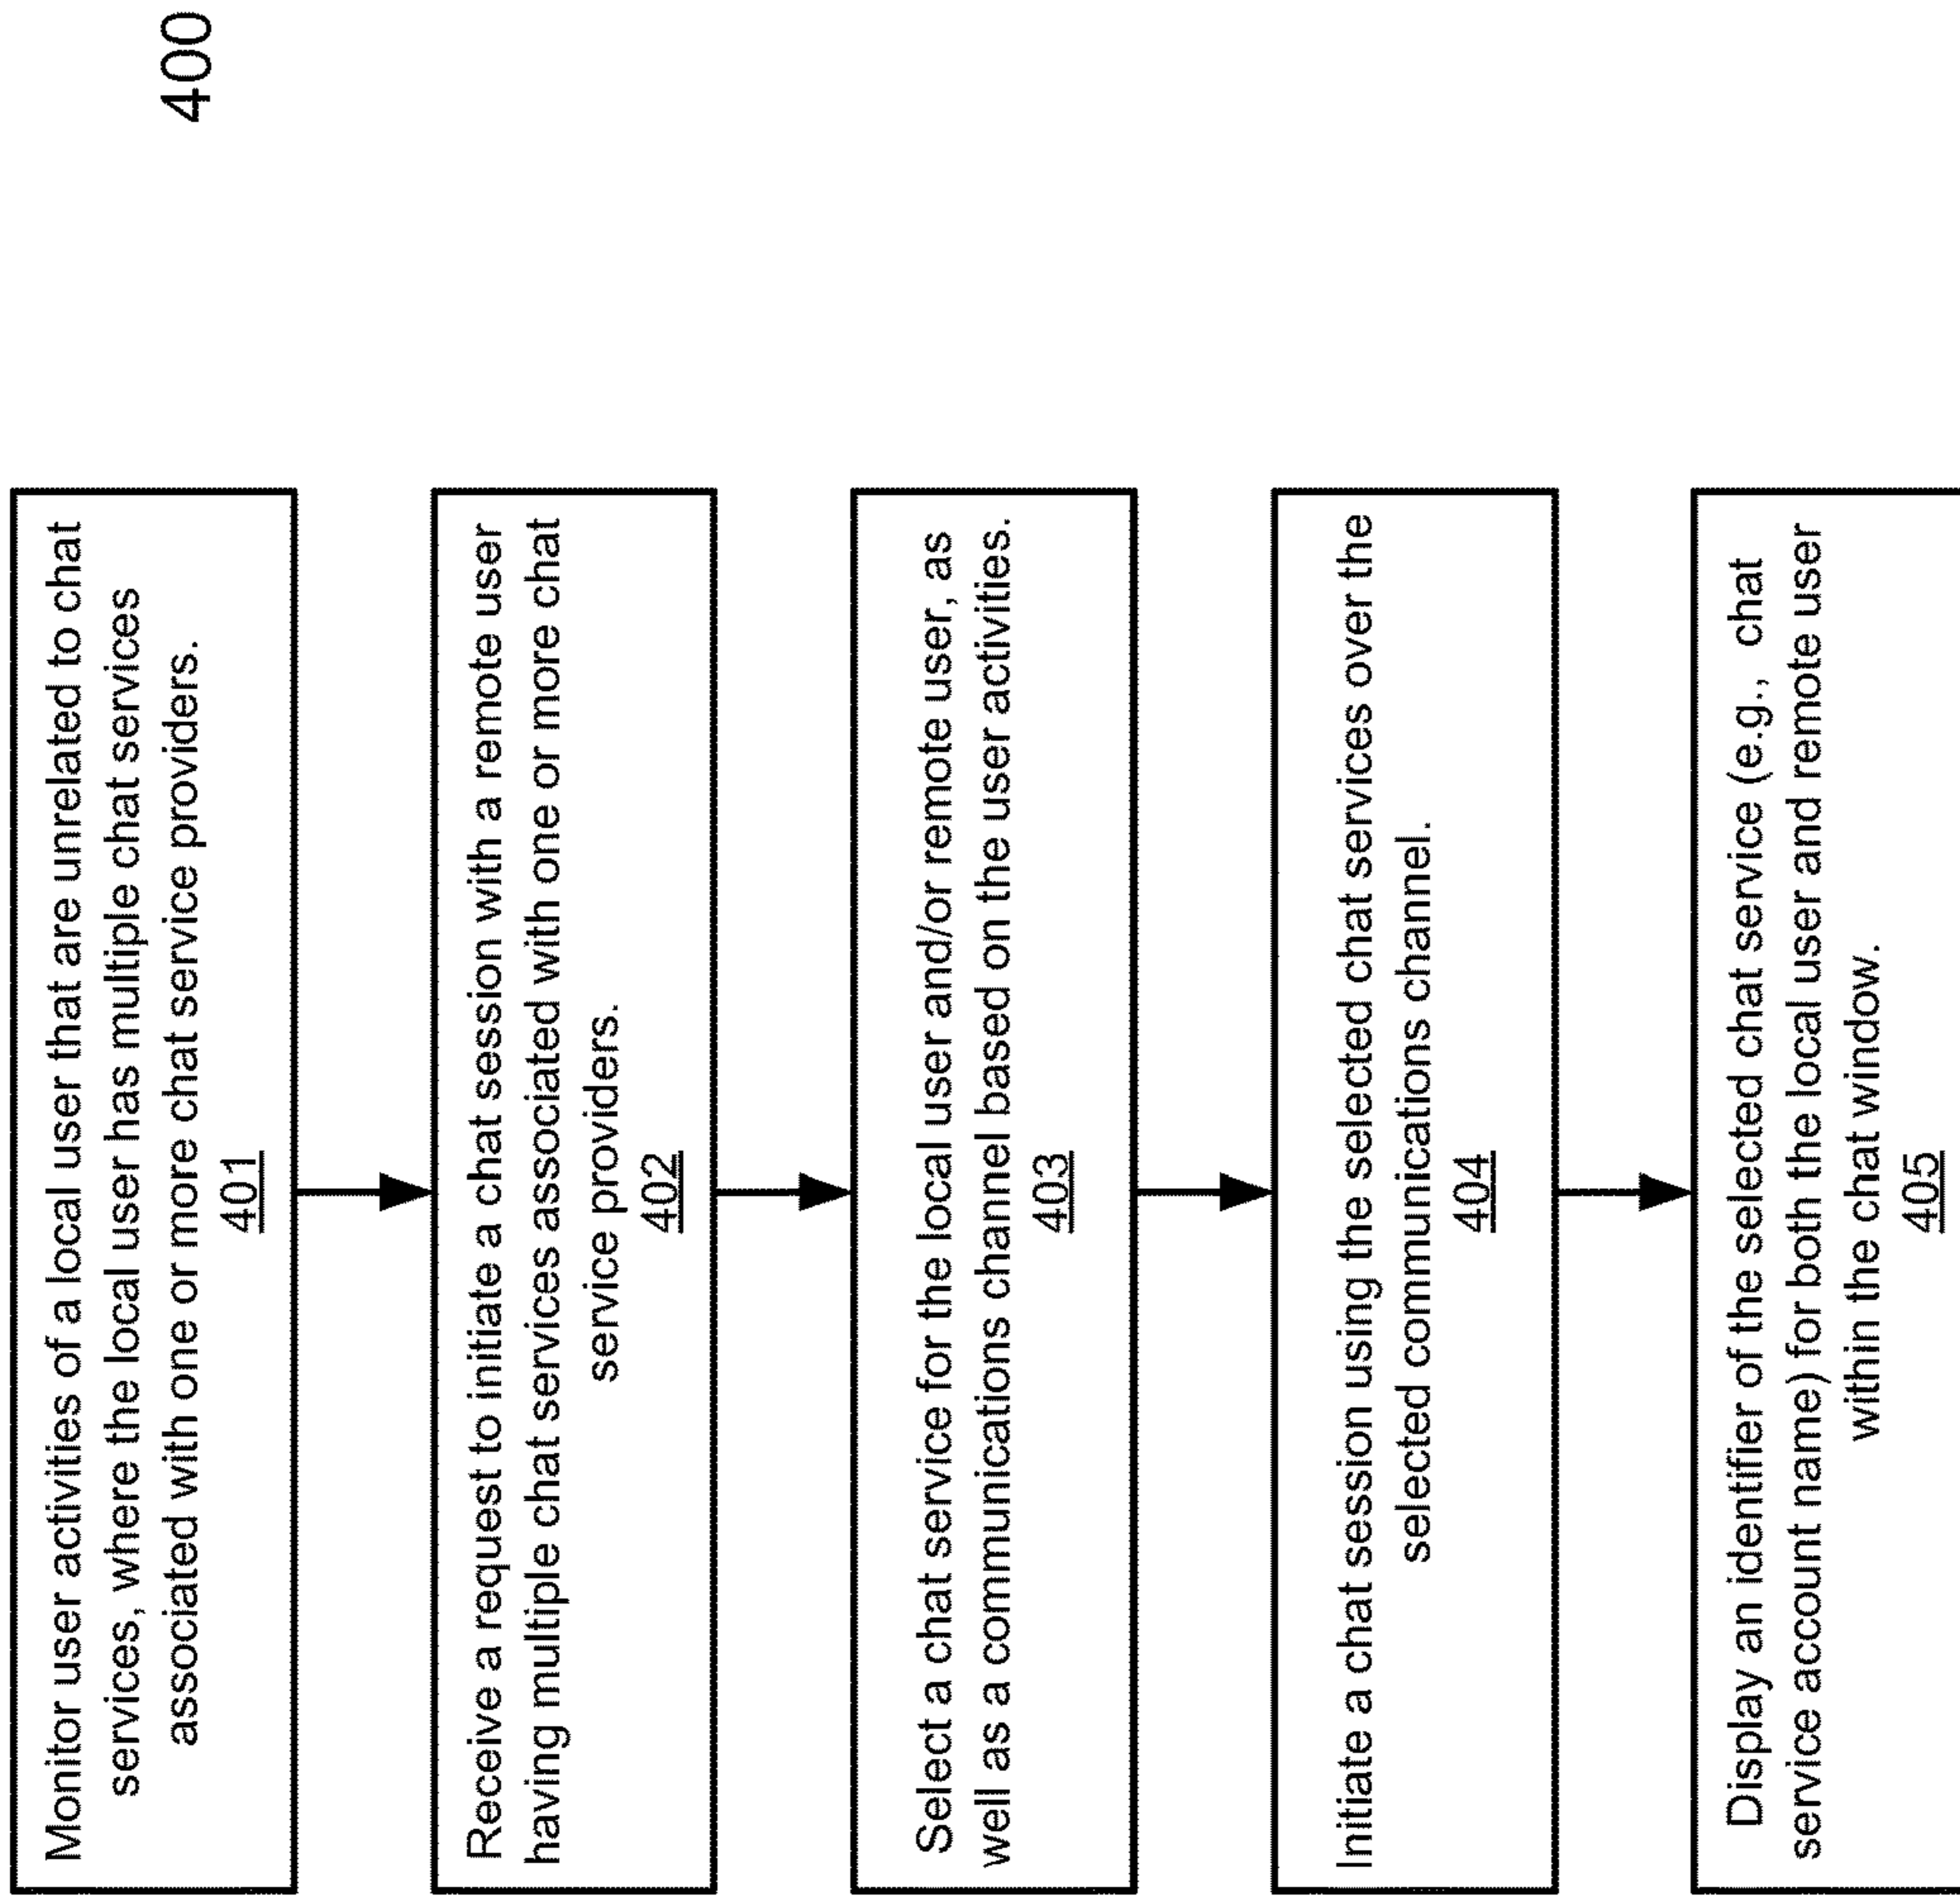 400
Monitor user activities of a local user that are unrelated to chat
services, where the local user has multiple chat services
associated with one or more chat service providers.
401
Receive a request to initiate a chat session with a remote user
having multiple chat services associated with one or more chat
service providers.
402
Select a chat service for the local user and/or remote user, as
well as a communications channel based on the user activities.
403
Initiate a chat session using the selected chat services over the
selected communications channel.
404
Display an identifier of the selected chat service (e.g., chat
service account name) for both the local user and remote user
within the chat window.
405